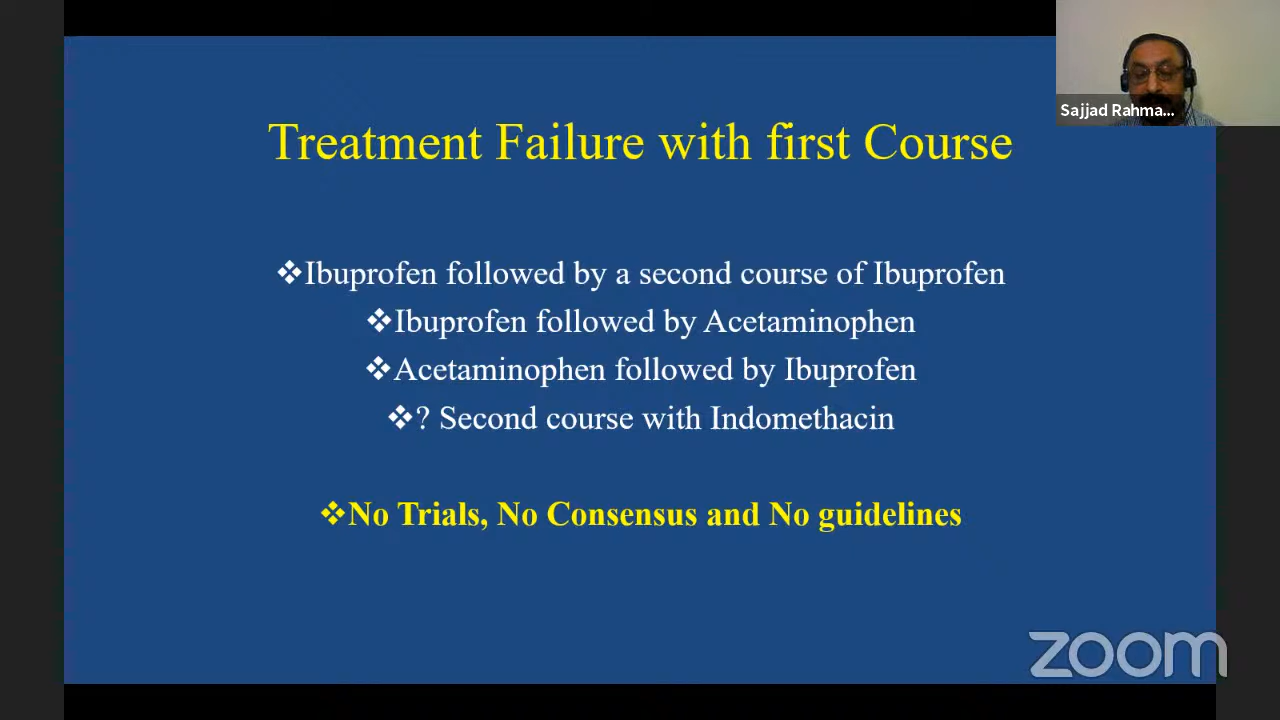 Sajjad Rahma...
Treatment Failure with first Course
❖Ibuprofen followed by a second course of Ibuprofen
❖Ibuprofen followed by Acetaminophen
❖Acetaminophen followed by Ibuprofen
❖? Second course with Indomethacin
❖No Trials, No Consensus and No guidelines
zoom